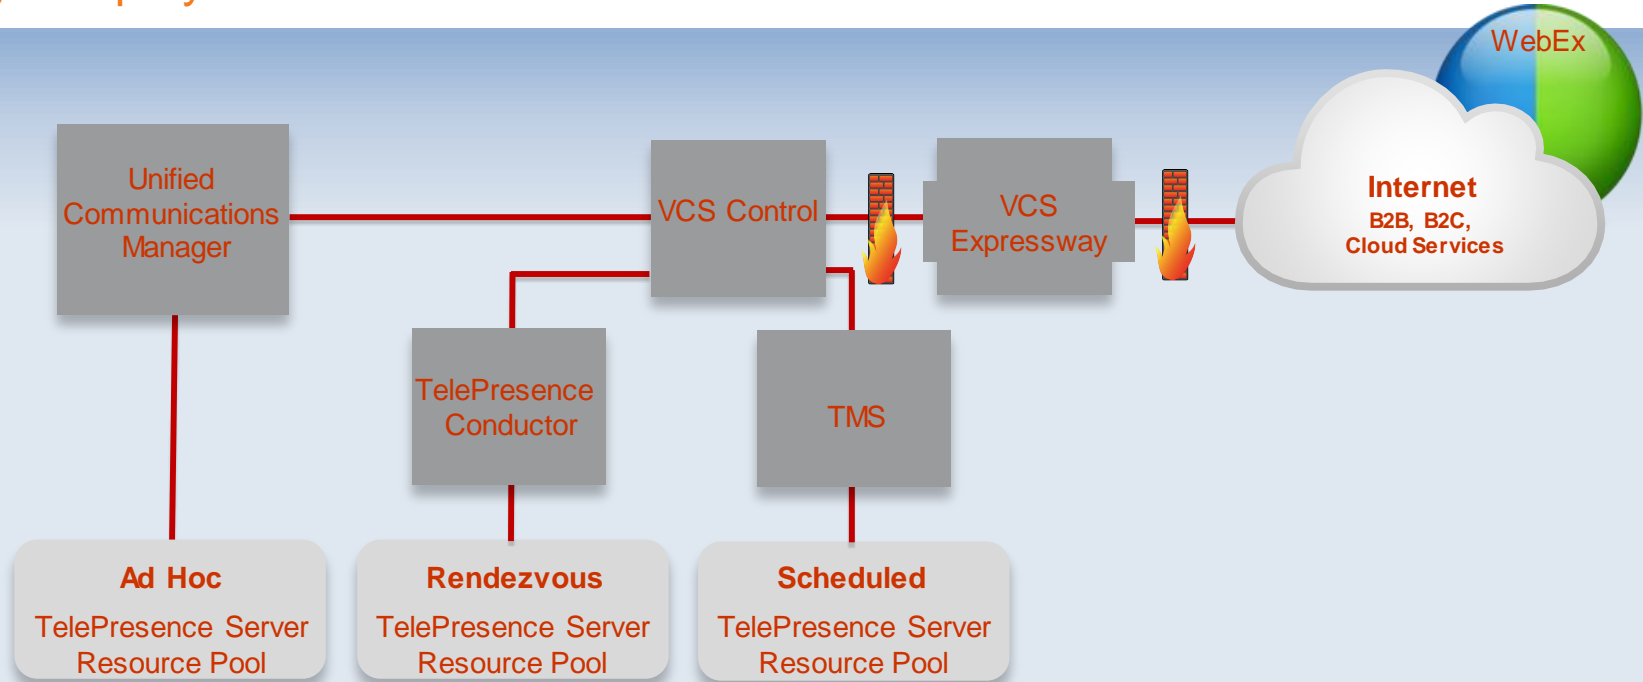 WebEx
Unified
Communications
Manager
VCS Control
VCS
Expressway
Internet
B2B, B2C,
Cloud Services
TelePresence
Conductor
TMS
Ad Hoc
TelePresence Server
Resource Pool
Rendezvous
TelePresence Server
Resource Pool
Scheduled
TelePresence Server
Resource Pool